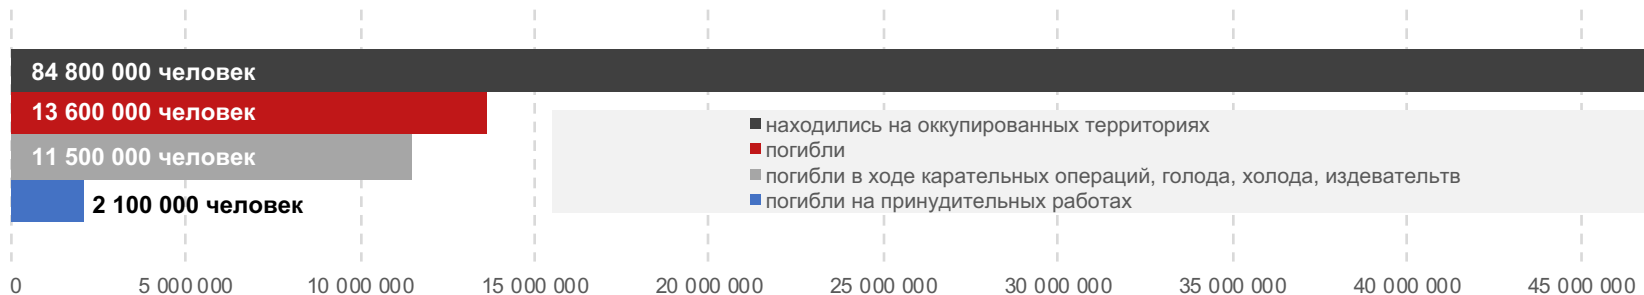 84 800 000 человек
13 600 000 человек
11 500 000 человек
2 100 000 человек
находились на оккупированных территориях
погибли
погибли в ходе карательных операций, голода, холода, издевательтв
погибли на принудительных работах
0 5 000 000 10 000 000 15 000 000 20 000 000 25 000 000 30 000 000 35 000 000 40 000 000 45 000 000